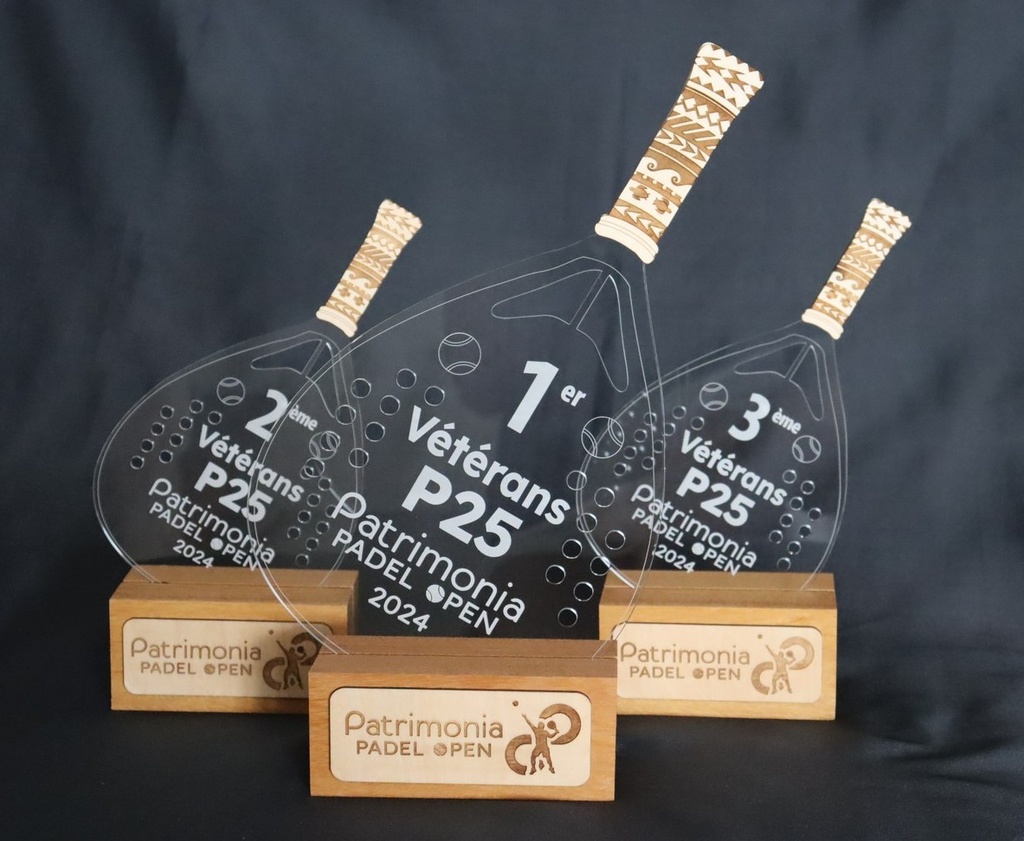 1er
Vétérans
P25
Patrimonia
PADEL OPEN
2024
Patrimonia
PADEL OPEN
2ème
Vétérans
P25
Patrimonia
PADEL OPEN
2024
Patrimonia
PADEL OPEN
3ème
Vétérans
P25
Patrimonia
PADEL OPEN
2024
Patrimonia
PADEL OPEN